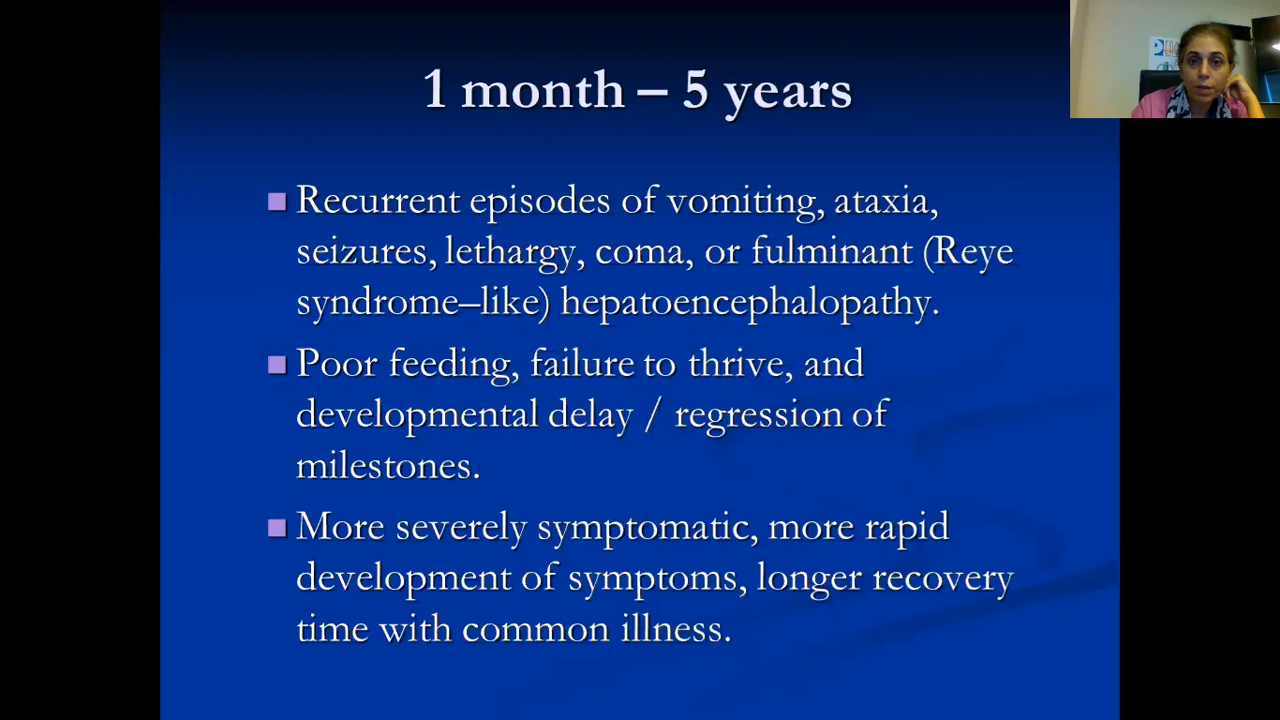 1 month – 5 years
Recurrent episodes of vomiting, ataxia,
seizures, lethargy, coma, or fulminant (Reye
syndrome–like) hepatoencephalopathy.
Poor feeding, failure to thrive, and
developmental delay / regression of
milestones.
More severely symptomatic, more rapid
development of symptoms, longer recovery
time with common illness.